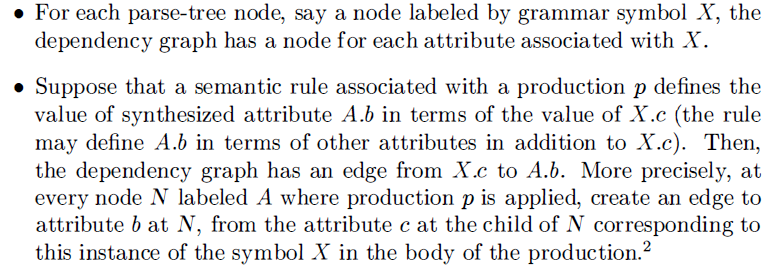 • For each parse-tree node, say a node labeled by grammar symbol X, the
dependency graph has a node for each attribute associated with X.
• Suppose that a semantic rule associated with a production p defines the
value of synthesized attribute A.b in terms of the value of X.c (the rule
may define A.b in terms of other attributes in addition to X.c). Then,
the dependency graph has an edge from X.c to A.b. More precisely, at
every node N labeled A where production p is applied, create an edge to
attribute b at N, from the attribute c at the child of N corresponding to
this instance of the symbol X in the body of the production.²